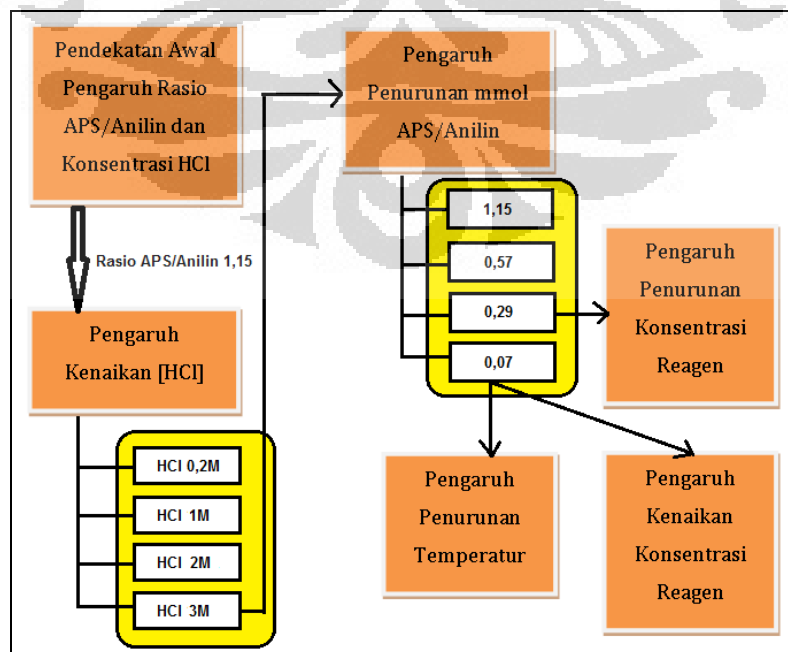 Pendekatan Awal
Pengaruh Rasio
APS/Anilin dan
Konsentrasi HCl
Rasio APS/Anilin 1,15
Pengaruh
Kenaikan [HCl]
HCl 0,2M
HCl 1M
HCl 2M
HCl 3M
Pengaruh
Penurunan mmol
APS/Anilin
1,15
0,57
0,29
0,07
Pengaruh
Penurunan
Konsentrasi
Reagen
Pengaruh
Penurunan
Temperatur
Pengaruh
Kenaikan
Konsentrasi
Reagen